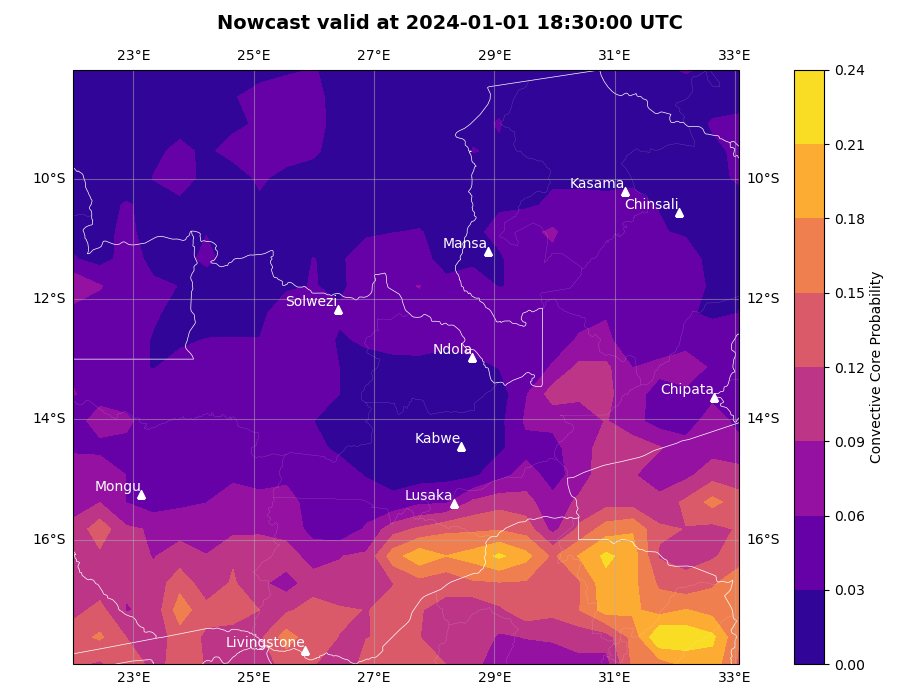 Nowcast valid at 2024-01-01 18:30:00 UTC
23°E 25°E 27°E 29°E 31°E 33°E
0.24
0.21
10°S 10°S
Kasama
Chinsali
0.18
Mansa
0.15
12°S 12°S
Solwezi
Convective Core Probability
Ndola
0.12
Chipata
14°S 14°S
0.09
Kabwe
Mongu
Lusaka
0.06
16°S 16°S
0.03
Livingstone
0.00
23°E 25°E 27°E 29°E 31°E 33°E